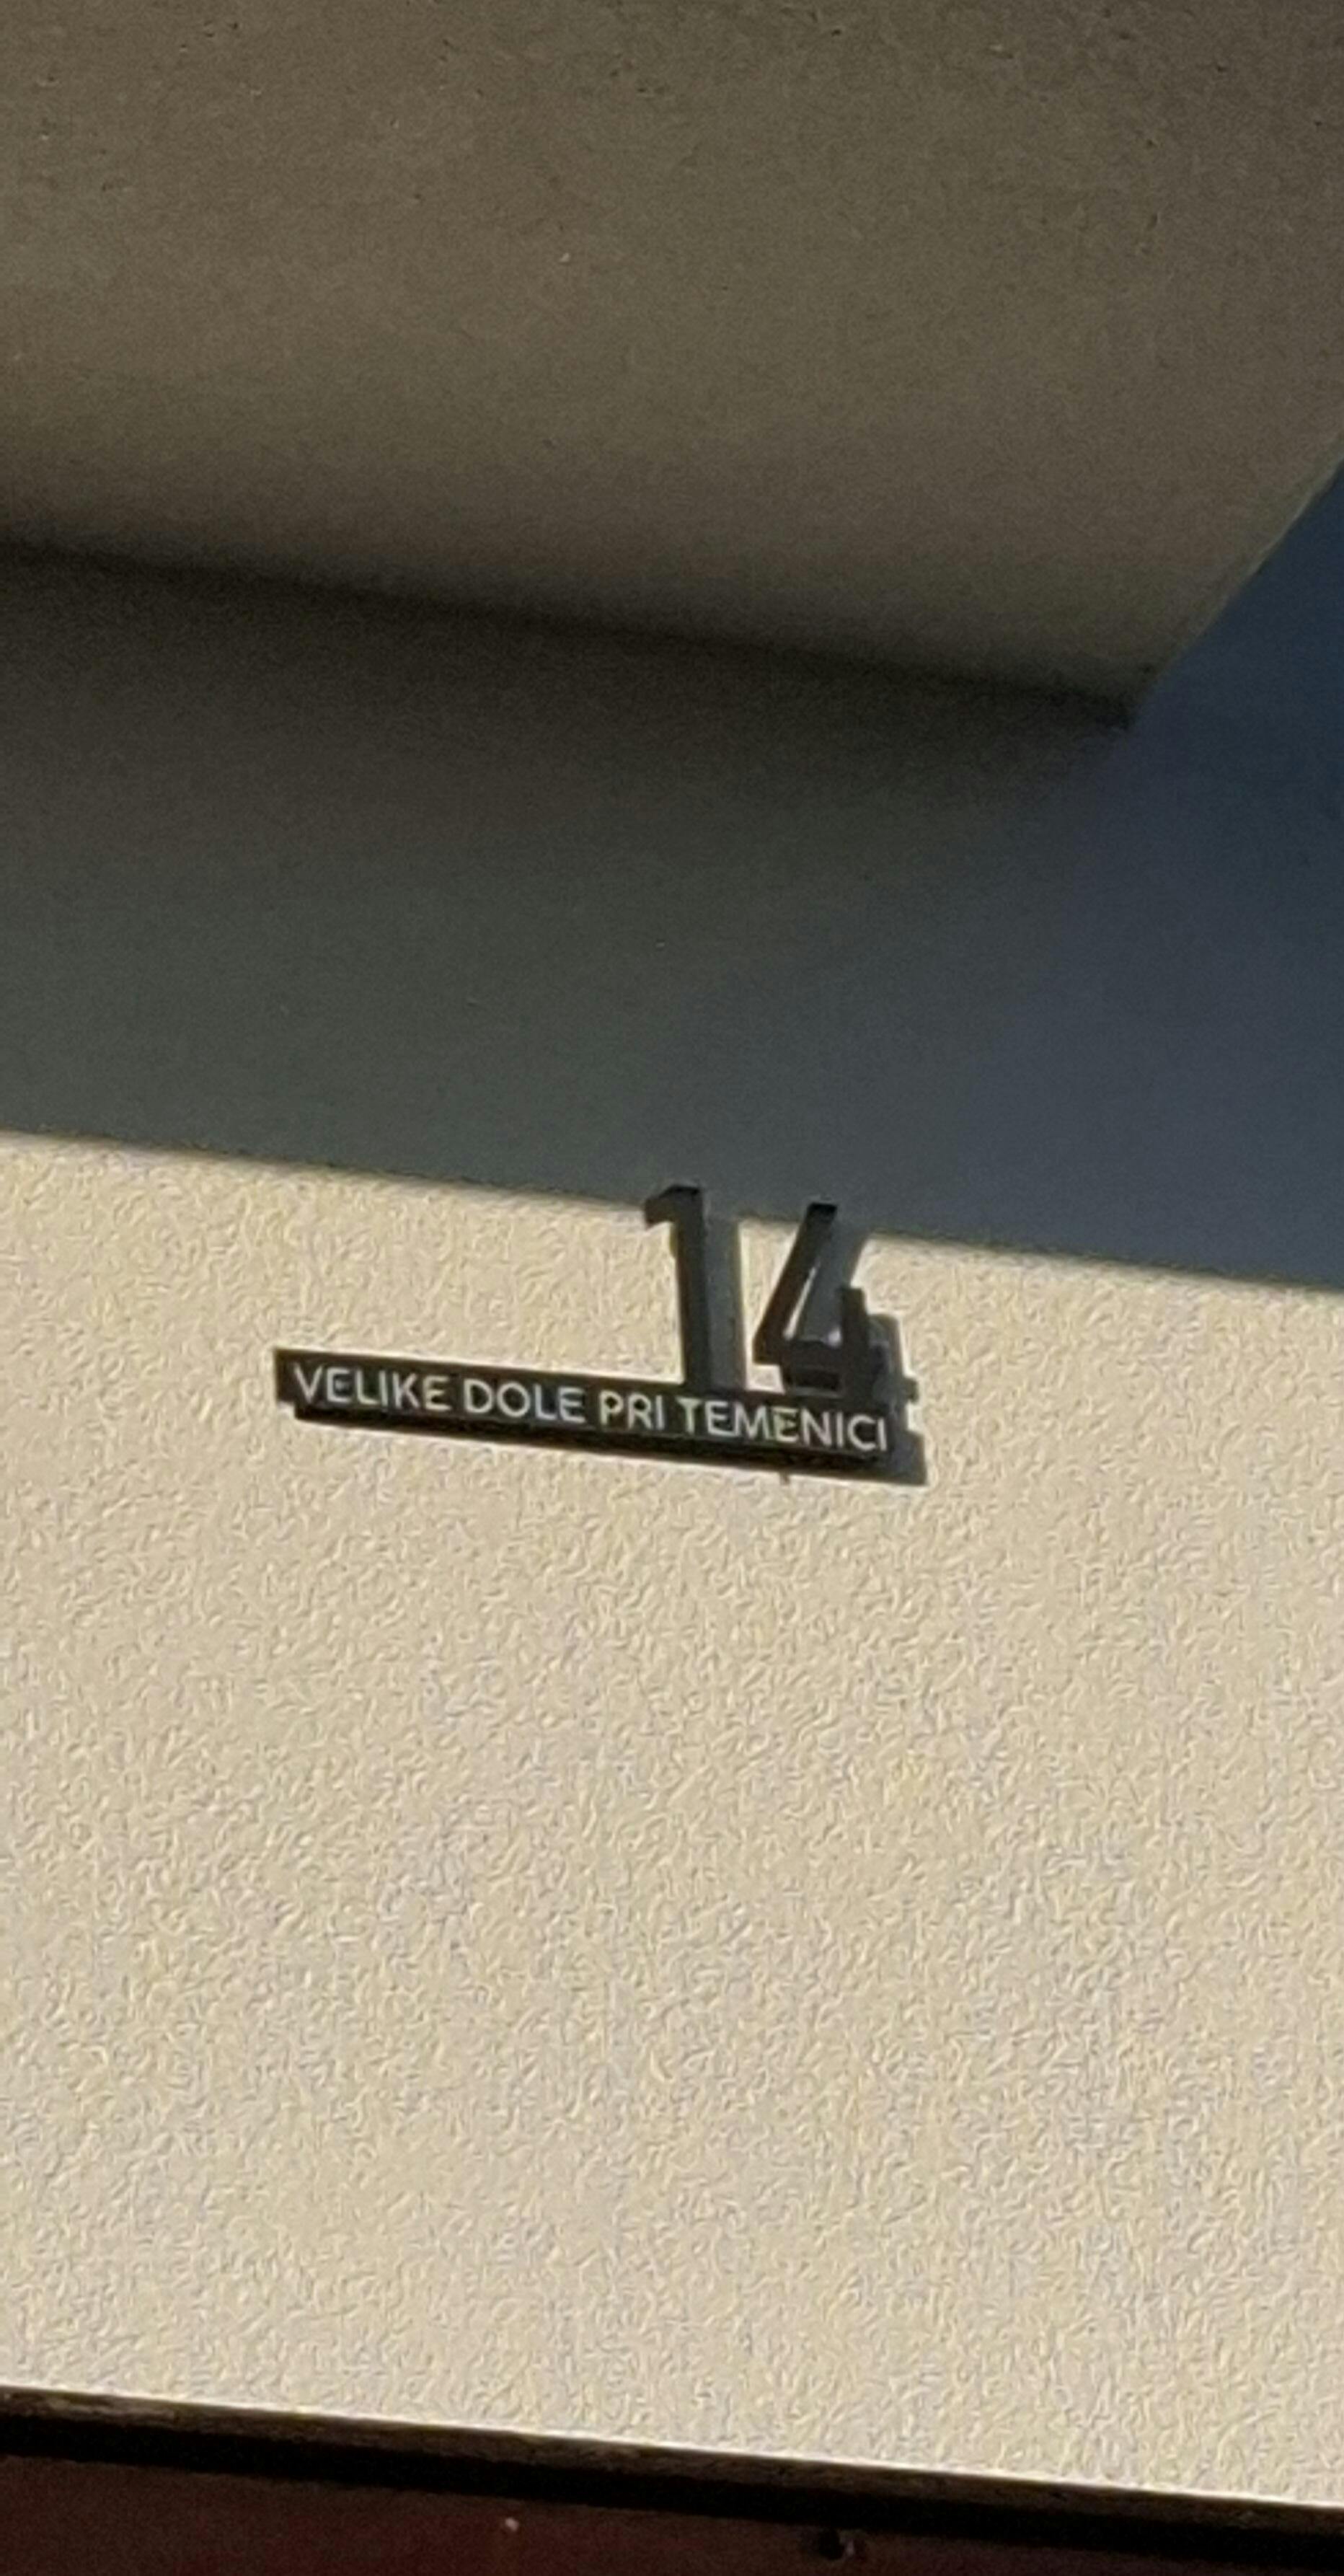 14
VELIKE DOLE PRI TEMENICI